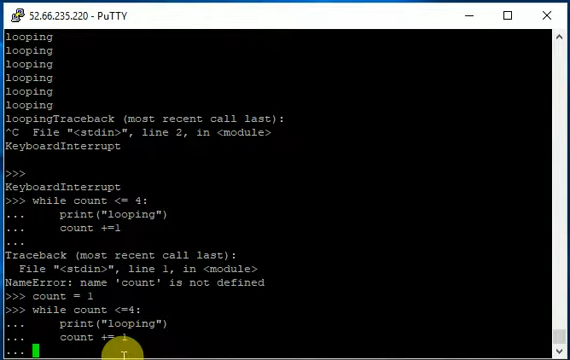 52.66.235.220 - PuTTY
looping
looping
looping
looping
looping
looping
loopingTraceback (most recent call last):
^C  File "<stdin>", line 2, in <module>
KeyboardInterrupt
>>>
KeyboardInterrupt
>>> while count <= 4:
...     print("looping")
...     count +=1
...
Traceback (most recent call last):
  File "<stdin>", line 1, in <module>
NameError: name 'count' is not defined
>>> count = 1
>>> while count <=4:
...     print("looping")
...     count += 1
...